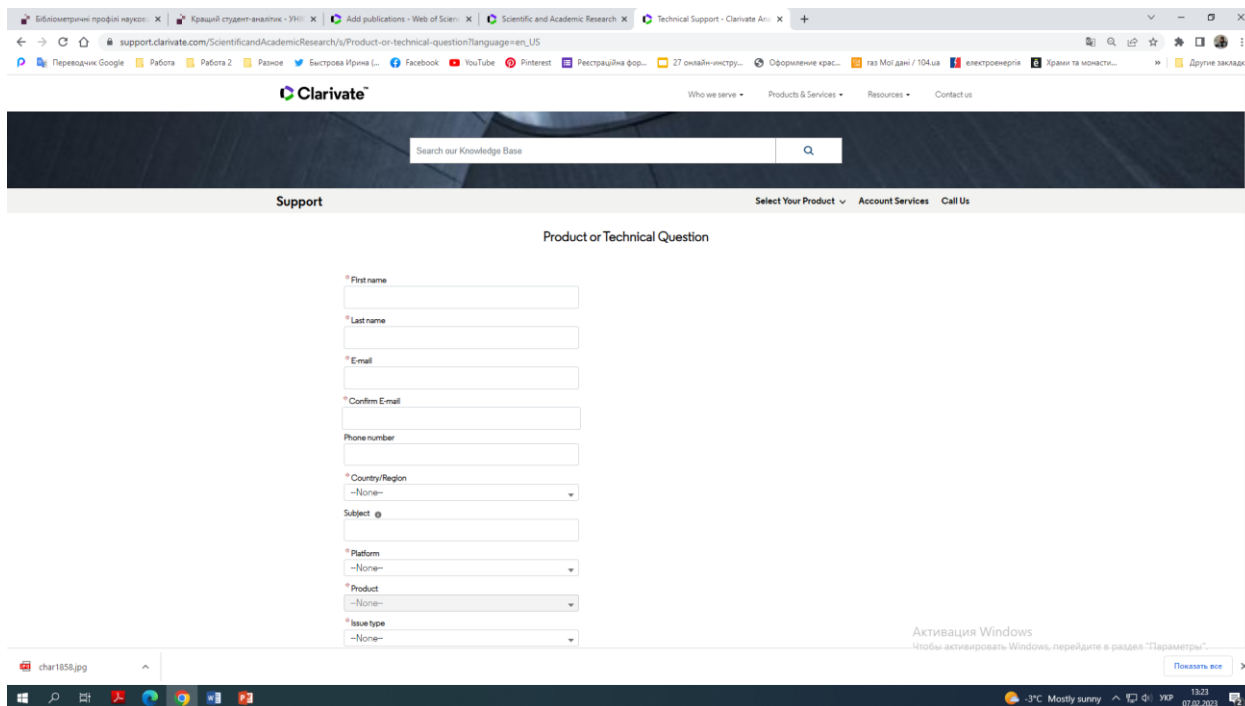 Бібліометричні профілі науков Кращий студент-аналітик - УНІ Add publications - Web of Scien Scientific and Academic Research Technical Support - Clarivate Ana
support.clarivate.com/ScientificandAcademicResearch/s/Product-or-technical-question?language=en_US
Переводчик Google Работа Работа 2 Разное Быстрова Ирина (... Facebook YouTube Pinterest Реєстраційна фор... 27 онлайн-инстру... Оформление крас... газ Мої дані / 104.ua електроенергія Храми та монасти... » Другие закладк
Clarivate™ Who we serve Products & Services Resources Contact us
Search our Knowledge Base
Support Select Your Product Account Services Call Us
Product or Technical Question
* First name
* Last name
* E-mail
* Confirm E-mail
Phone number
* Country/Region
--None--
Subject
* Platform
--None--
* Product
--None--
* Issue type
--None--
Активация Windows
Чтобы активировать Windows, перейдите в раздел "Параметры".
char1858.jpg Показать все
-3°C Mostly sunny УКР 13:23
07.02.2023